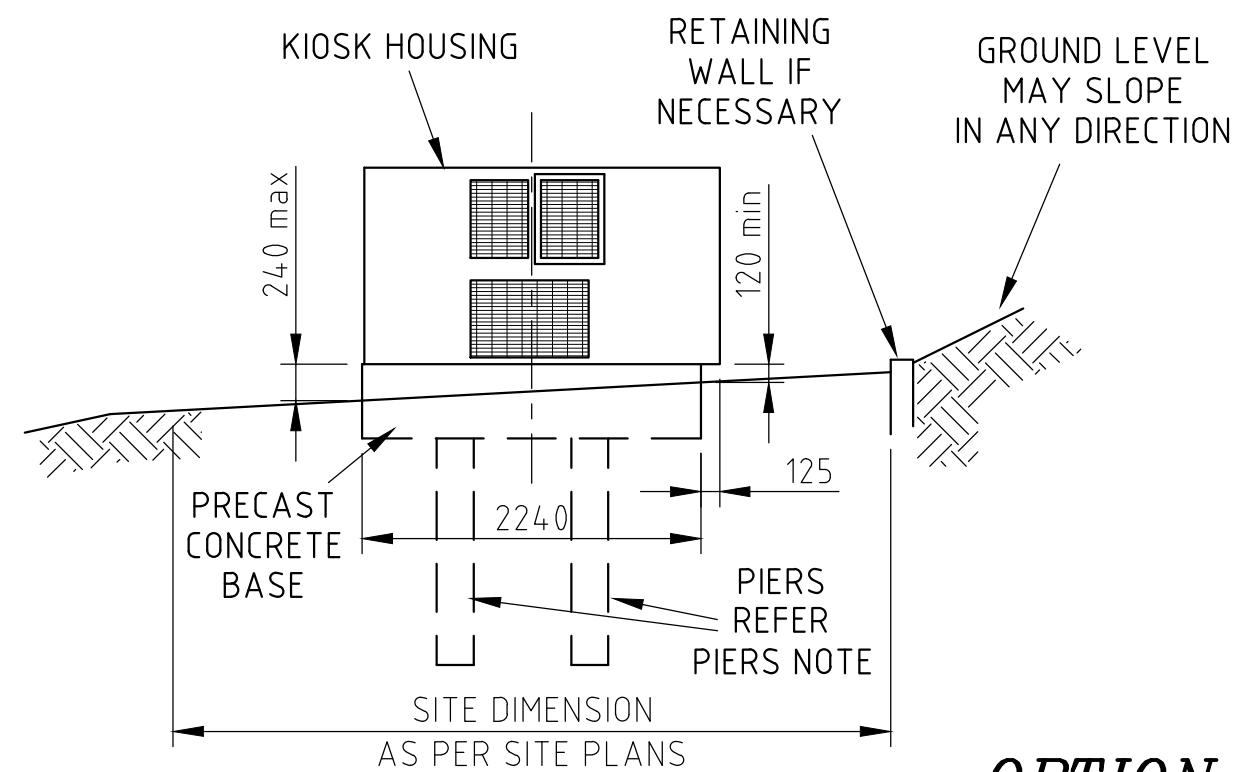 KIOSK HOUSING
RETAINING
WALL IF
NECESSARY
GROUND LEVEL
MAY SLOPE
IN ANY DIRECTION
240 max
120 min
125
2240
PRECAST
CONCRETE
BASE
PIERS
REFER
PIERS NOTE
SITE DIMENSION
AS PER SITE PLANS
OPTION